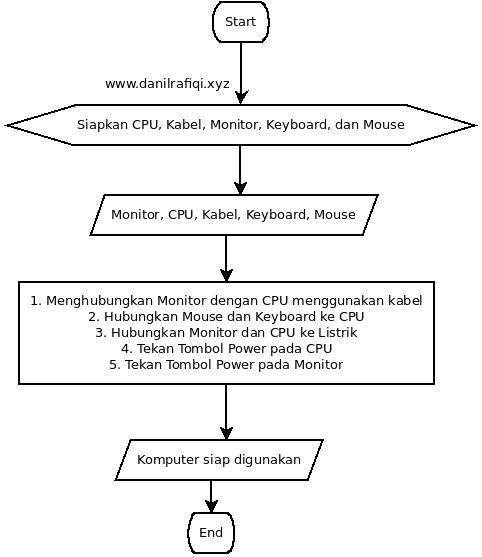 Start
www.danilrafiqi.xyz
Siapkan CPU, Kabel, Monitor, Keyboard, dan Mouse
Monitor, CPU, Kabel, Keyboard, Mouse
1. Menghubungkan Monitor dengan CPU menggunakan kabel
2. Hubungkan Mouse dan Keyboard ke CPU
3. Hubungkan Monitor dan CPU ke Listrik
4. Tekan Tombol Power pada CPU
5. Tekan Tombol Power pada Monitor
Komputer siap digunakan
End